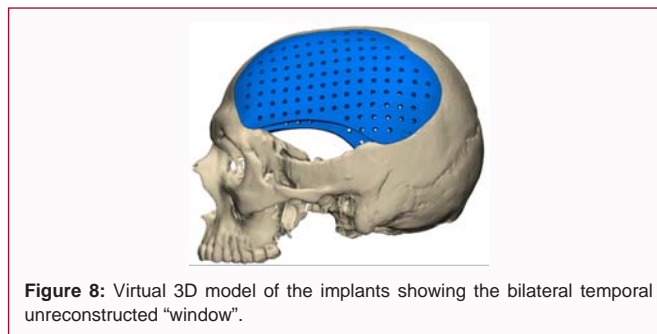 Figure 8: Virtual 3D model of the implants showing the bilateral temporal
unreconstructed “window”.